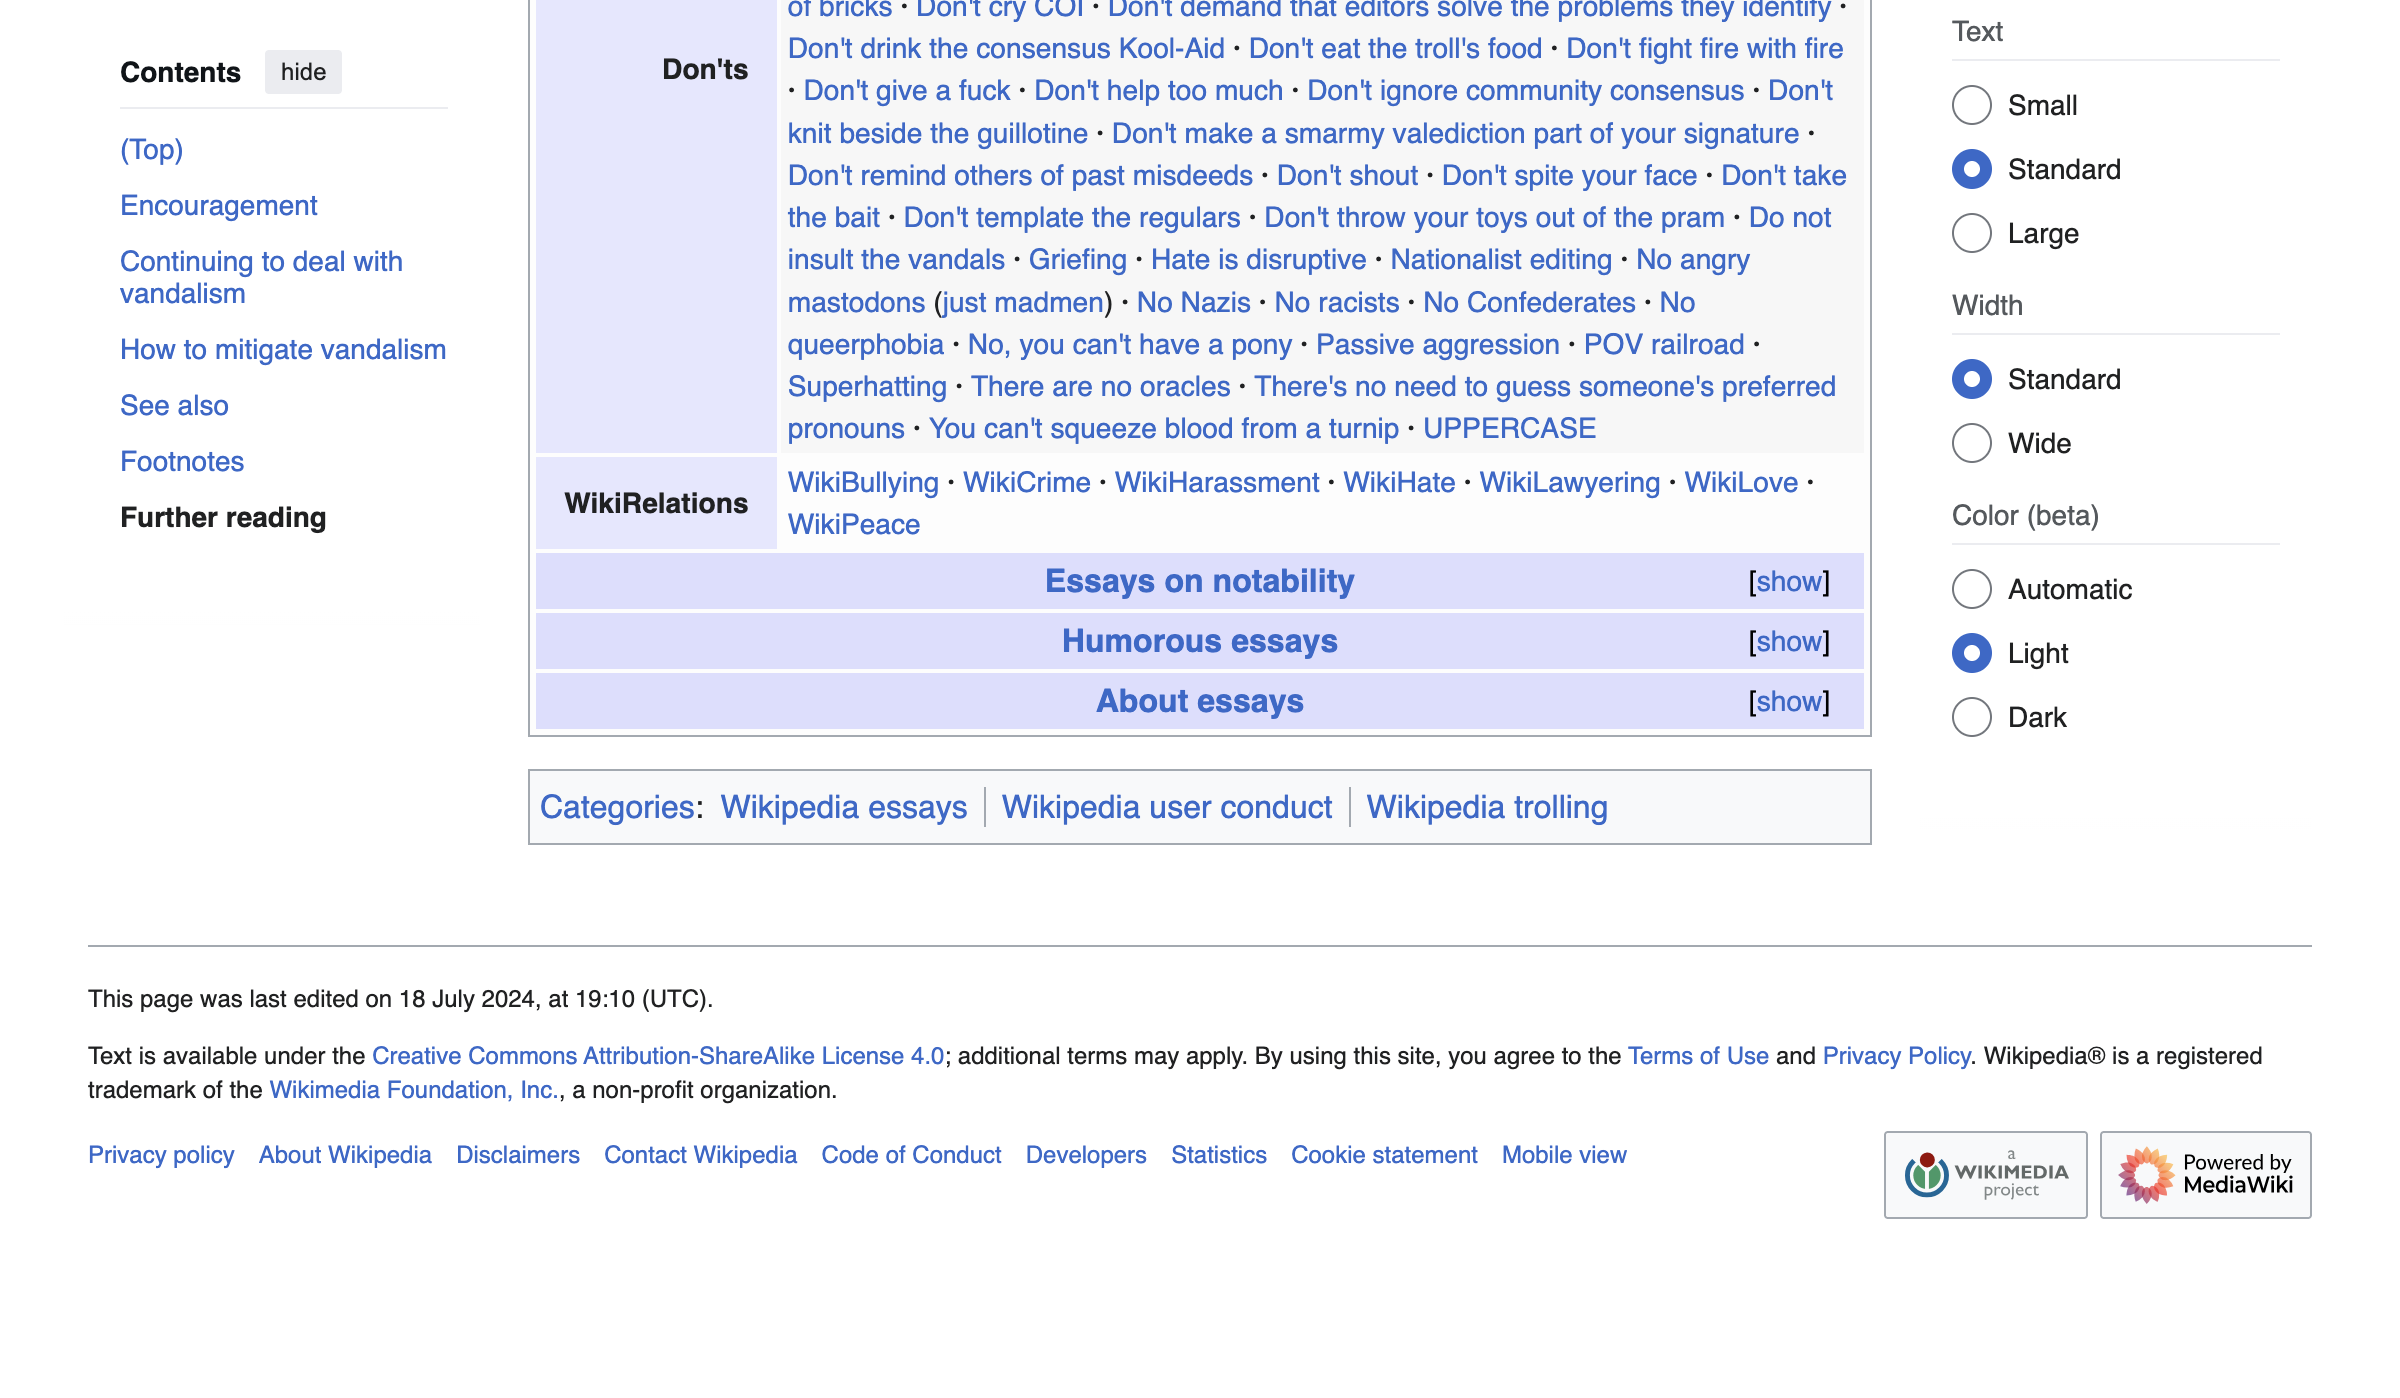 Contents hide
(Top)
Encouragement
Continuing to deal with
vandalism
How to mitigate vandalism
See also
Footnotes
Further reading
Don'ts
of bricks · Don't cry COI · Don't demand that editors solve the problems they identify ·
Don't drink the consensus Kool-Aid · Don't eat the troll's food · Don't fight fire with fire
· Don't give a fuck · Don't help too much · Don't ignore community consensus · Don't
knit beside the guillotine · Don't make a smarmy valediction part of your signature ·
Don't remind others of past misdeeds · Don't shout · Don't spite your face · Don't take
the bait · Don't template the regulars · Don't throw your toys out of the pram · Do not
insult the vandals · Griefing · Hate is disruptive · Nationalist editing · No angry
mastodons (just madmen) · No Nazis · No racists · No Confederates · No
queerphobia · No, you can't have a pony · Passive aggression · POV railroad ·
Superhatting · There are no oracles · There's no need to guess someone's preferred
pronouns · You can't squeeze blood from a turnip · UPPERCASE
WikiRelations
WikiBullying · WikiCrime · WikiHarassment · WikiHate · WikiLawyering · WikiLove ·
WikiPeace
Essays on notability [show]
Humorous essays [show]
About essays [show]
Categories: Wikipedia essays | Wikipedia user conduct | Wikipedia trolling
Text
Small
Standard
Large
Width
Standard
Wide
Color (beta)
Automatic
Light
Dark
This page was last edited on 18 July 2024, at 19:10 (UTC).
Text is available under the Creative Commons Attribution-ShareAlike License 4.0; additional terms may apply. By using this site, you agree to the Terms of Use and Privacy Policy. Wikipedia® is a registered
trademark of the Wikimedia Foundation, Inc., a non-profit organization.
Privacy policy About Wikipedia Disclaimers Contact Wikipedia Code of Conduct Developers Statistics Cookie statement Mobile view
a
WIKIMEDIA
project
Powered by
MediaWiki